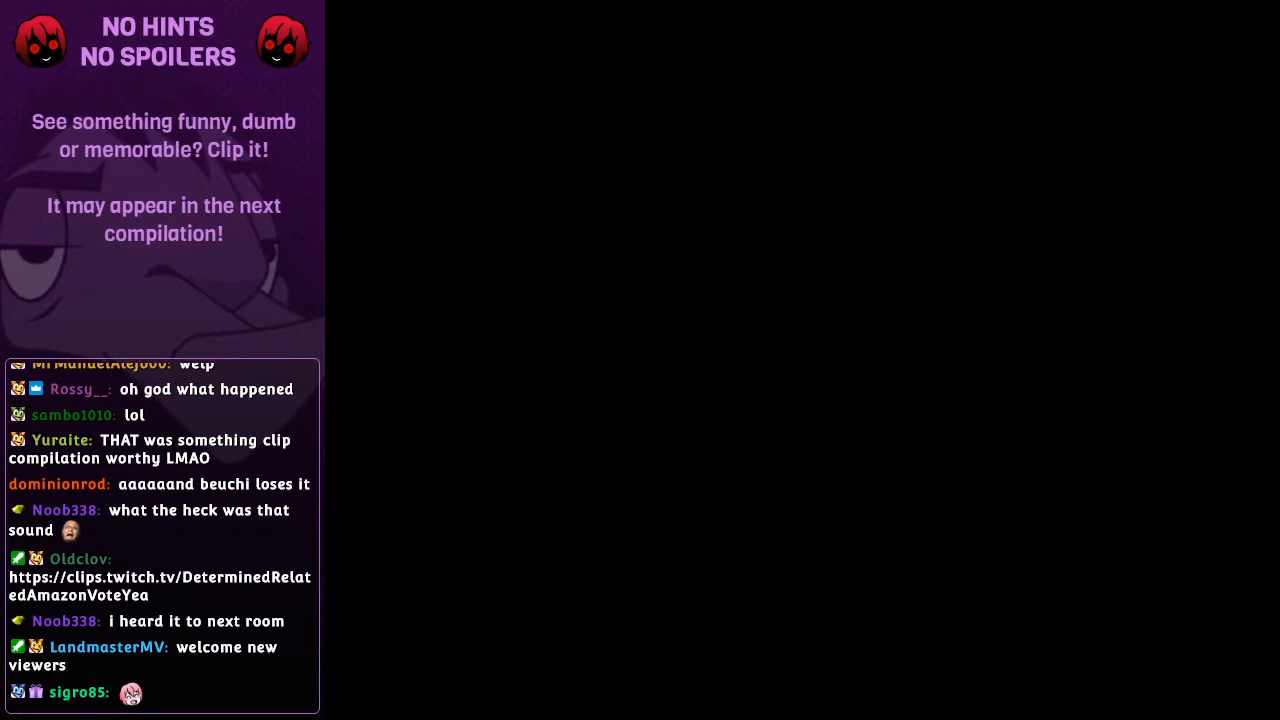 NO HINTS
NO SPOILERS
See something funny, dumb
or memorable? Clip it!
It may appear in the next
compilation!
MrManuelAlejooo: welp
Rossy__: oh god what happened
sambo1010: lol
Yuraite: THAT was something clip
compilation worthy LMAO
dominionrod: aaaaaand beuchi loses it
Noob338: what the heck was that
sound
Oldclov:
https://clips.twitch.tv/DeterminedRelat
edAmazonVoteYea
Noob338: i heard it to next room
LandmasterMV: welcome new
viewers
sigro85: